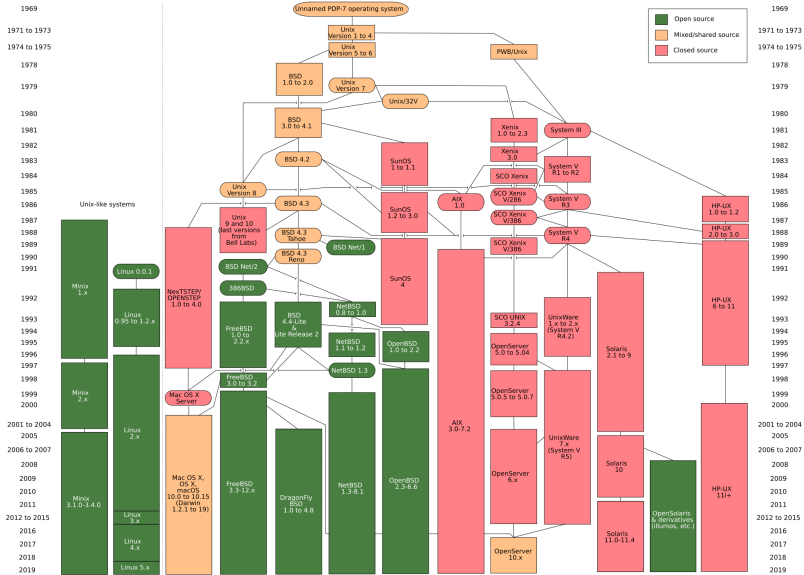 1969
Unnamed PDP-7 operating system
1969
Open source
Mixed/shared source
Closed source
1971 to 1973
Unix
Version 1 to 4
1971 to 1973
1974 to 1975
Unix
Version 5 to 6
PWB/Unix
1974 to 1975
1978
BSD
1.0 to 2.0
1978
1979
Unix
Version 7
1979
Unix/32V
1980
BSD
3.0 to 4.1
1980
1981
Xenix
1.0 to 2.3
System III
1981
1982
SunOS
1 to 1.1
Xenix
3.0
1982
1983
BSD 4.2
System V
R1 to R2
1983
1984
SCO Xenix
1984
1985
Unix
Version 8
SCO Xenix
V/286
1985
1986
BSD 4.3
SunOS
1.2 to 3.0
AIX
1.0
System V
R3
HP-UX
1.0 to 1.2
1986
Unix-like systems
1987
Unix
9 and 10
(last versions
from
Bell Labs)
SCO Xenix
V/386
1987
1988
BSD 4.3
Tahoe
System V
R4
HP-UX
2.0 to 3.0
1988
1989
BSD Net/1
SCO Xenix
V/386
1989
1990
BSD 4.3
Reno
1990
1991
Linux 0.0.1
BSD Net/2
SunOS
4
1991
Minix
1.x
386BSD
NexTSTEP/
OPENSTEP
1.0 to 4.0
HP-UX
6 to 11
1992
Linux
0.95 to 1.2.x
NetBSD
0.8 to 1.0
UnixWare
1.x to 2.x
(System V
R4.2)
1992
1993
BSD
4.4-Lite
&
Lite Release 2
SCO UNIX
3.2.4
1993
1994
FreeBSD
1.0 to
2.2.x
1994
1995
NetBSD
1.1 to 1.2
OpenBSD
1.0 to 2.2
OpenServer
5.0 to 5.04
Solaris
2.1 to 9
1995
1996
1996
1997
NetBSD 1.3
1997
1998
FreeBSD
3.0 to 3.2
1998
Minix
2.x
OpenServer
5.0.5 to 5.0.7
1999
Mac OS X
Server
1999
2000
2000
2001 to 2004
Linux
2.x
AIX
3.0-7.2
UnixWare
7.x
(System V
R5)
2001 to 2004
2005
2005
2006 to 2007
2006 to 2007
2008
Solaris
10
2008
2009
Minix
3.1.0-3.4.0
Mac OS X,
OS X,
macOS
10.0 to 10.15
(Darwin
1.2.1 to 19)
FreeBSD
3.3-12.x
NetBSD
1.3-8.1
OpenBSD
2.3-6.6
OpenServer
6.x
HP-UX
11i+
2009
2010
DragonFly
BSD
1.0 to 4.8
2010
2011
2011
2012 to 2015
Linux
3.x
OpenSolaris
& derivatives
(illumos, etc.)
2012 to 2015
2016
Solaris
11.0-11.4
2016
2017
Linux
4.x
2017
2018
OpenServer
10.x
2018
2019
Linux 5.x
2019